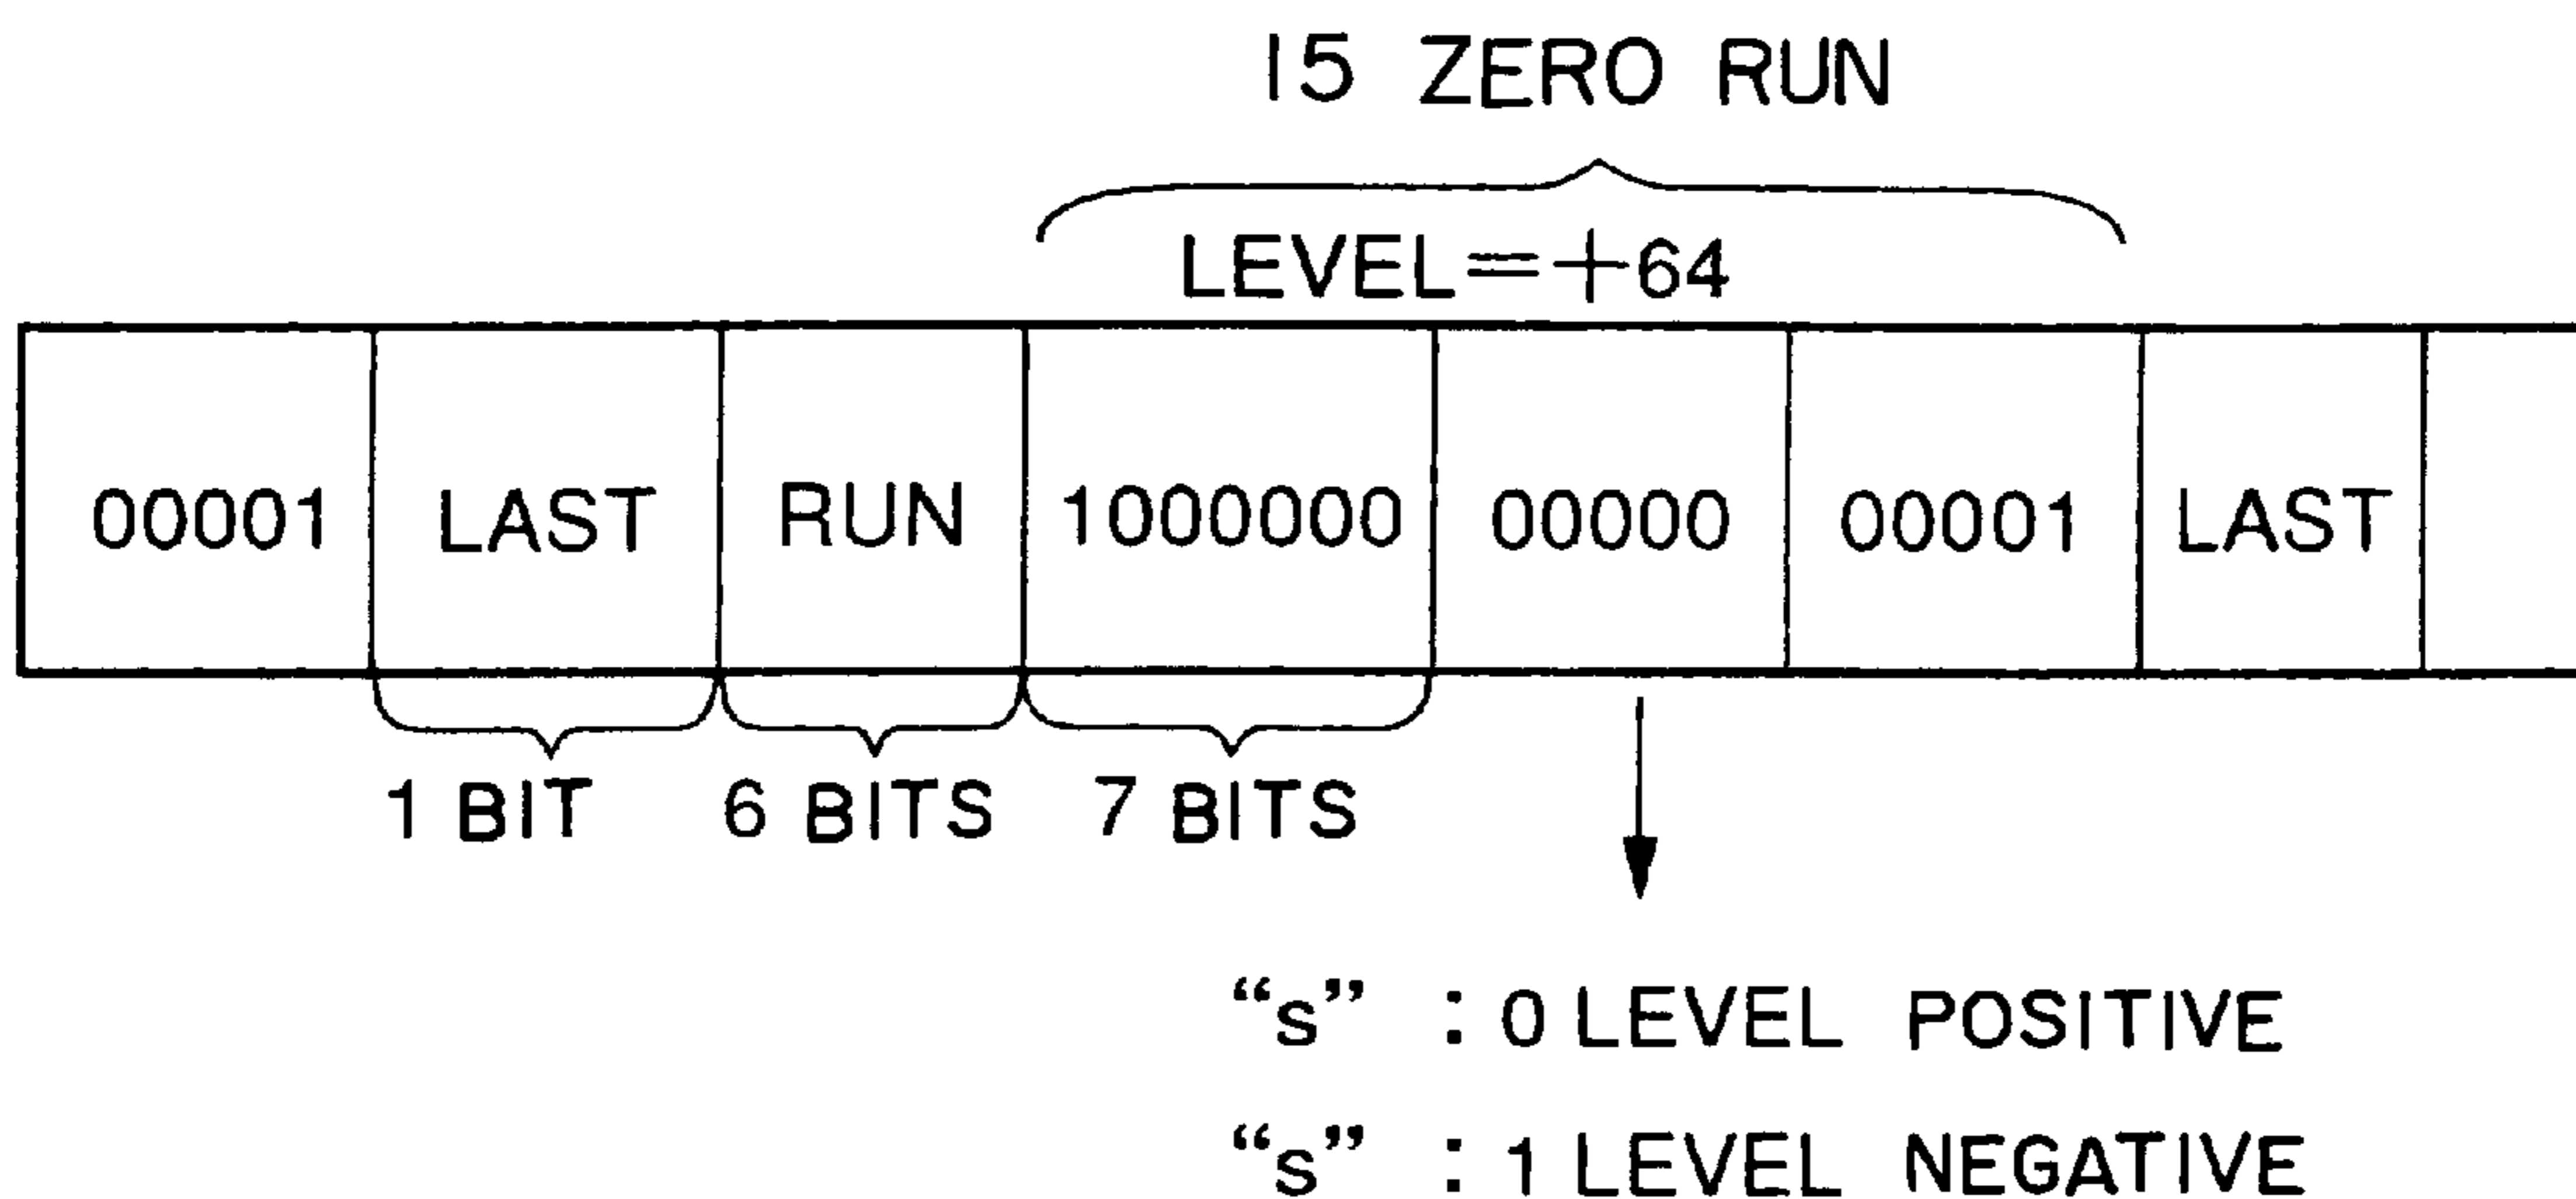 15 ZERO RUN
LEVEL=+64
00001 LAST RUN 1000000 00000 00001 LAST
1 BIT 6 BITS 7 BITS
“s” : 0 LEVEL POSITIVE
“s” : 1 LEVEL NEGATIVE